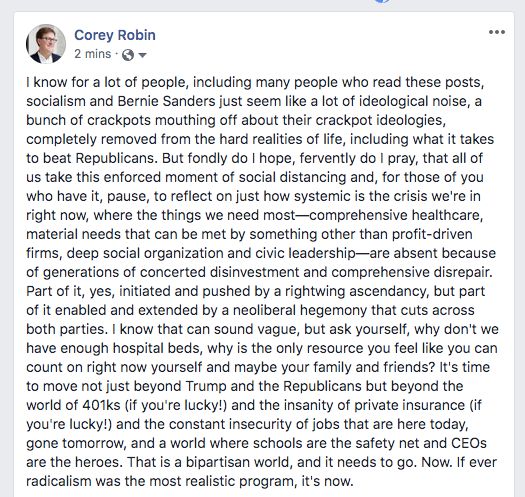 Corey Robin
2 mins ·
I know for a lot of people, including many people who read these posts,
socialism and Bernie Sanders just seem like a lot of ideological noise, a
bunch of crackpots mouthing off about their crackpot ideologies,
completely removed from the hard realities of life, including what it takes
to beat Republicans. But fondly do I hope, fervently do I pray, that all of
us take this enforced moment of social distancing and, for those of you
who have it, pause, to reflect on just how systemic is the crisis we're in
right now, where the things we need most—comprehensive healthcare,
material needs that can be met by something other than profit-driven
firms, deep social organization and civic leadership—are absent because
of generations of concerted disinvestment and comprehensive disrepair.
Part of it, yes, initiated and pushed by a rightwing ascendancy, but part
of it enabled and extended by a neoliberal hegemony that cuts across
both parties. I know that can sound vague, but ask yourself, why don't we
have enough hospital beds, why is the only resource you feel like you can
count on right now yourself and maybe your family and friends? It's time
to move not just beyond Trump and the Republicans but beyond the
world of 401ks (if you're lucky!) and the insanity of private insurance (if
you're lucky!) and the constant insecurity of jobs that are here today,
gone tomorrow, and a world where schools are the safety net and CEOs
are the heroes. That is a bipartisan world, and it needs to go. Now. If ever
radicalism was the most realistic program, it's now.